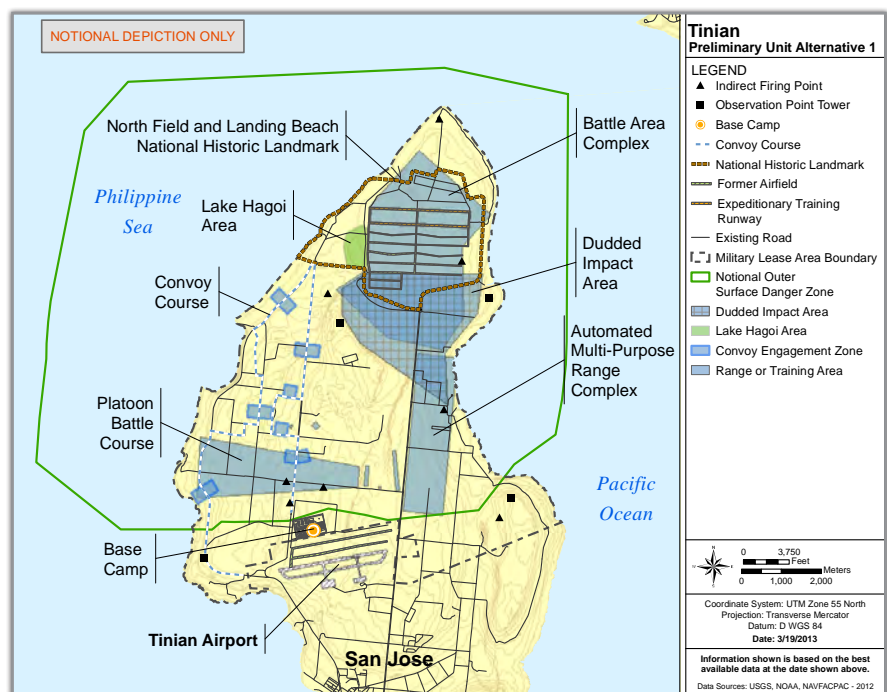 NOTIONAL DEPICTION ONLY
North Field and Landing Beach
National Historic Landmark
Battle Area
Complex
Philippine
Sea
Lake Hagoi
Area
Dudded
Impact
Area
Convoy
Course
Automated
Multi-Purpose
Range
Complex
Platoon
Battle
Course
Pacific
Ocean
Base
Camp
Tinian Airport
San Jose
Tinian
Preliminary Unit Alternative 1
LEGEND
Indirect Firing Point
Observation Point Tower
Base Camp
Convoy Course
National Historic Landmark
Former Airfield
Expeditionary Training
Runway
Existing Road
Military Lease Area Boundary
Notional Outer
Surface Danger Zone
Dudded Impact Area
Lake Hagoi Area
Convoy Engagement Zone
Range or Training Area
N
W
E
S
0 3,750
Feet
Meters
0 1,000 2,000
Coordinate System: UTM Zone 55 North
Projection: Transverse Mercator
Datum: D WGS 84
Date: 3/19/2013
Information shown is based on the best
available data at the date shown above.
Data Sources: USGS, NOAA, NAVFACPAC - 2012